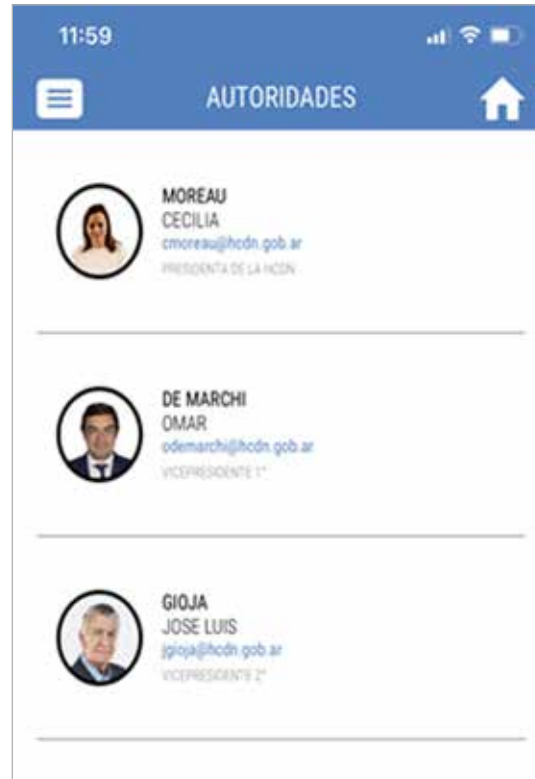 11:59
AUTORIDADES
MOREAU
CECILIA
cmoreau@hcdn.gob.ar
PRESIDENTA DE LA HCDN
DE MARCHI
OMAR
odemarchi@hcdn.gob.ar
VICEPRESIDENTE 1°
GIOJA
JOSE LUIS
jgioja@hcdn.gob.ar
VICEPRESIDENTE 2°